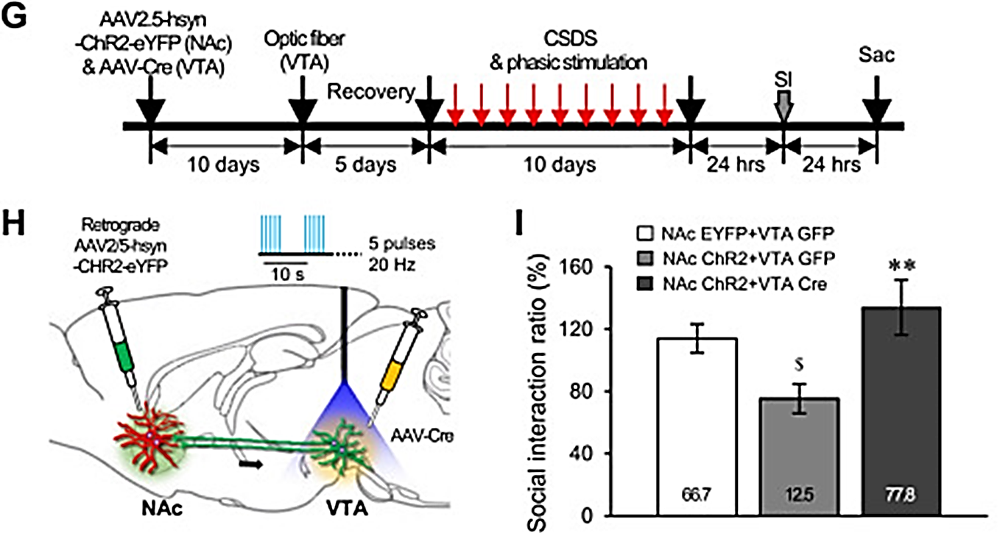 G
AAV2.5-hsyn
-ChR2-eYFP (NAc)
& AAV-Cre (VTA)
Optic fiber
(VTA)
Recovery
CSDS
& phasic stimulation
SI
Sac
10 days
5 days
10 days
24 hrs
24 hrs
H
Retrograde
AAV2/5-hsyn
-CHR2-eYFP
5 pulses
20 Hz
10 s
AAV-Cre
NAc
VTA
I
NAc EYFP+VTA GFP
NAc ChR2+VTA GFP
NAc ChR2+VTA Cre
Social interaction ratio (%)
160
120
80
40
0
$
**
66.7
12.5
77.8